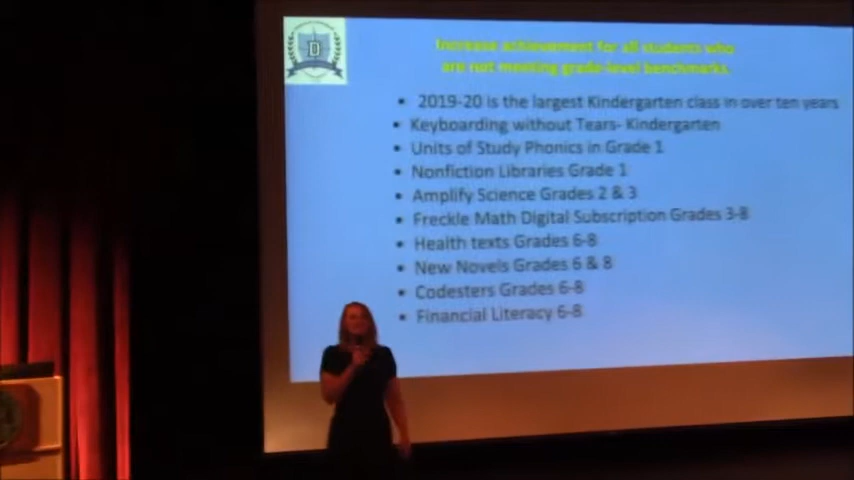 D
Increase achievement for all students who
are not meeting grade-level benchmarks.
• 2019-20 is the largest Kindergarten class in over ten years
• Keyboarding without Tears- Kindergarten
• Units of Study Phonics in Grade 1
• Nonfiction Libraries Grade 1
• Amplify Science Grades 2 & 3
• Freckle Math Digital Subscription Grades 3-8
• Health texts Grades 6-8
• New Novels Grades 6 & 8
• Codesters Grades 6-8
• Financial Literacy 6-8